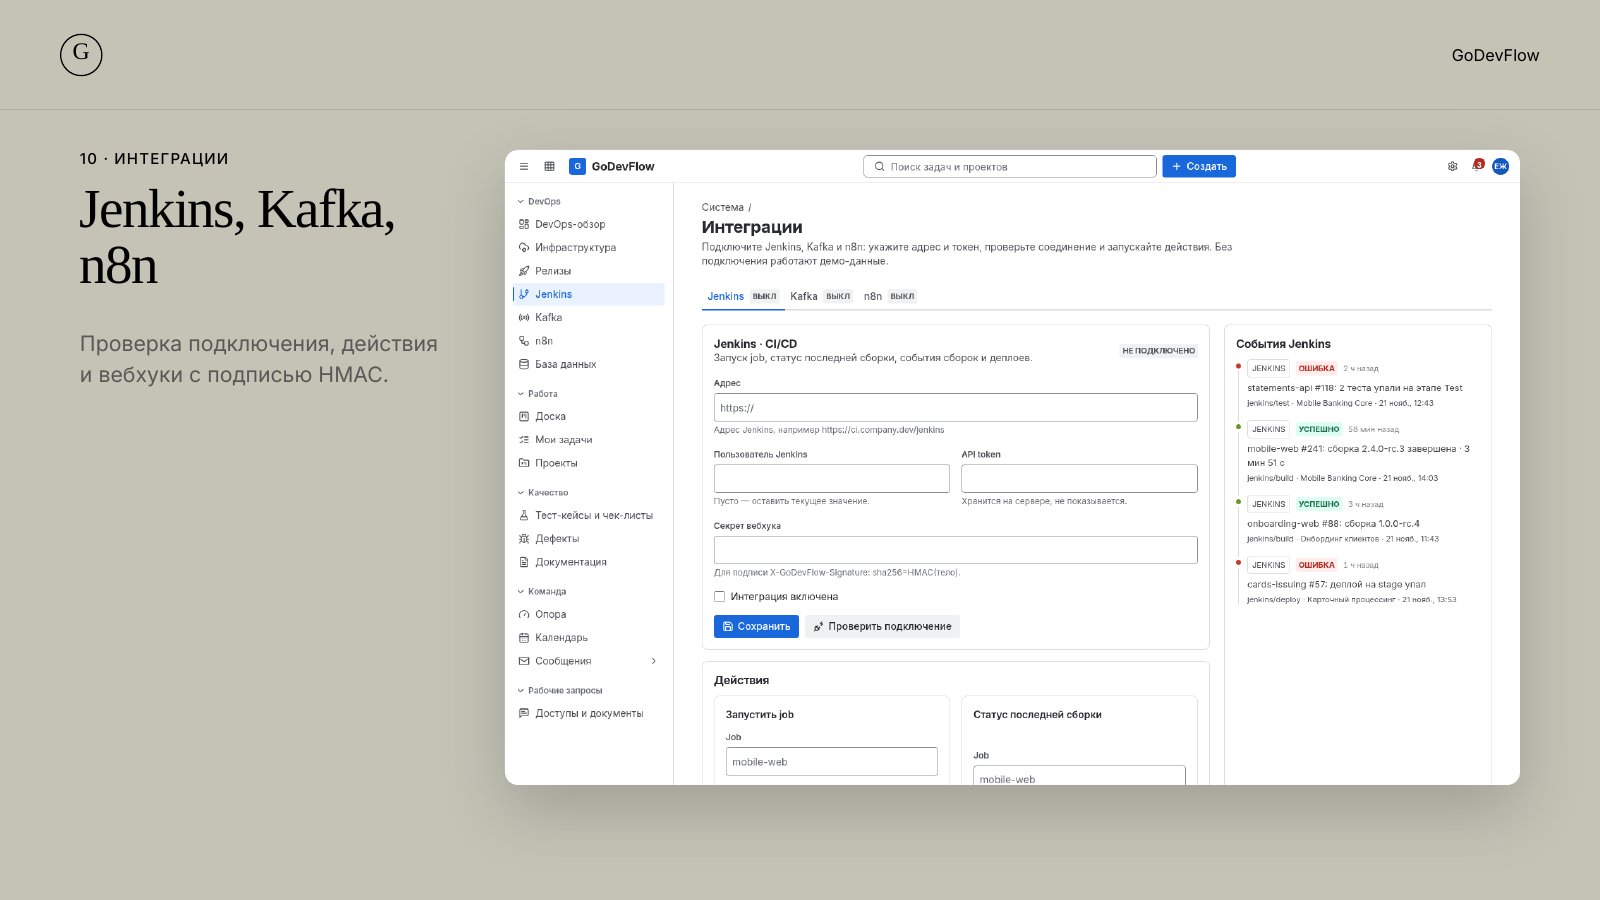 G
GoDevFlow
10 · ИНТЕГРАЦИИ
Jenkins, Kafka,
n8n
Проверка подключения, действия
и вебхуки с подписью HMAC.
G GoDevFlow
Поиск задач и проектов
Создать
3
ЕЖ
DevOps
DevOps-обзор
Инфраструктура
Релизы
Jenkins
Kafka
n8n
База данных
Работа
Доска
Мои задачи
Проекты
Качество
Тест-кейсы и чек-листы
Дефекты
Документация
Команда
Опора
Календарь
Сообщения
Рабочие запросы
Доступы и документы
Система /
Интеграции
Подключите Jenkins, Kafka и n8n: укажите адрес и токен, проверьте соединение и запускайте действия. Без
подключения работают демо-данные.
Jenkins ВЫКЛ Kafka ВЫКЛ n8n ВЫКЛ
Jenkins · CI/CD
Запуск job, статус последней сборки, события сборок и деплоев.
НЕ ПОДКЛЮЧЕНО
Адрес
https://
Адрес Jenkins, например https://ci.company.dev/jenkins
Пользователь Jenkins
API token
Пусто — оставить текущее значение.
Хранится на сервере, не показывается.
Секрет вебхука
Для подписи X-GoDevFlow-Signature: sha256=HMAC(тело).
Интеграция включена
Сохранить
Проверить подключение
Действия
Запустить job
Job
mobile-web
Статус последней сборки
Job
mobile-web
События Jenkins
JENKINS ОШИБКА 2 ч назад
statements-api #118: 2 теста упали на этапе Test
jenkins/test · Mobile Banking Core · 21 нояб., 12:43
JENKINS УСПЕШНО 58 мин назад
mobile-web #241: сборка 2.4.0-rc.3 завершена · 3
мин 51 с
jenkins/build · Mobile Banking Core · 21 нояб., 14:03
JENKINS УСПЕШНО 3 ч назад
onboarding-web #88: сборка 1.0.0-rc.4
jenkins/build · Онбординг клиентов · 21 нояб., 11:43
JENKINS ОШИБКА 1 ч назад
cards-issuing #57: деплой на stage упал
jenkins/deploy · Карточный процессинг · 21 нояб., 13:53